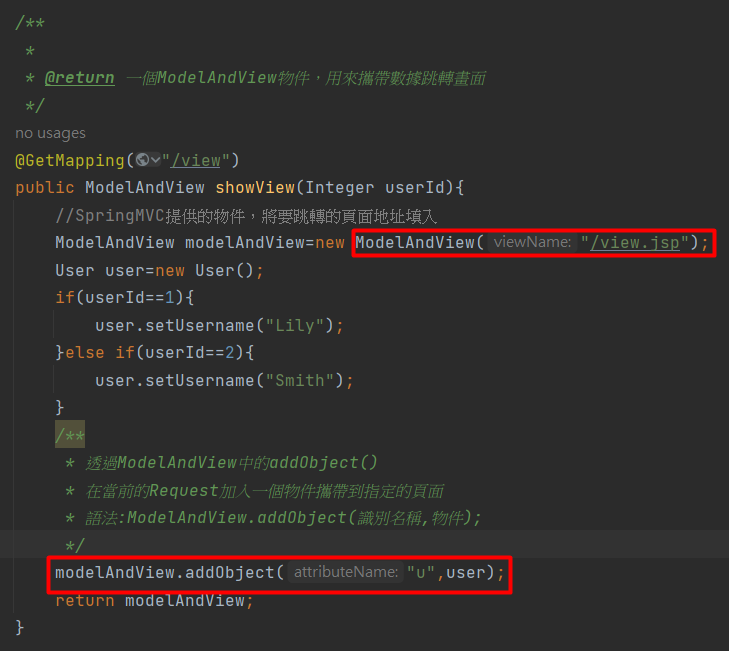 /**
 *
 * @return 一個ModelAndView物件，用來攜帶數據跳轉畫面
 */
no usages
@GetMapping("/view")
public ModelAndView showView(Integer userId){
    //SpringMVC提供的物件，將要跳轉的頁面地址填入
    ModelAndView modelAndView=new ModelAndView( viewName: "/view.jsp");
    User user=new User();
    if(userId==1){
        user.setUsername("Lily");
    }else if(userId==2){
        user.setUsername("Smith");
    }
    /**
     * 透過ModelAndView中的addObject()
     * 在當前的Request加入一個物件攜帶到指定的頁面
     * 語法:ModelAndView.addObject(識別名稱,物件);
     */
    modelAndView.addObject( attributeName: "u",user);
    return modelAndView;
}